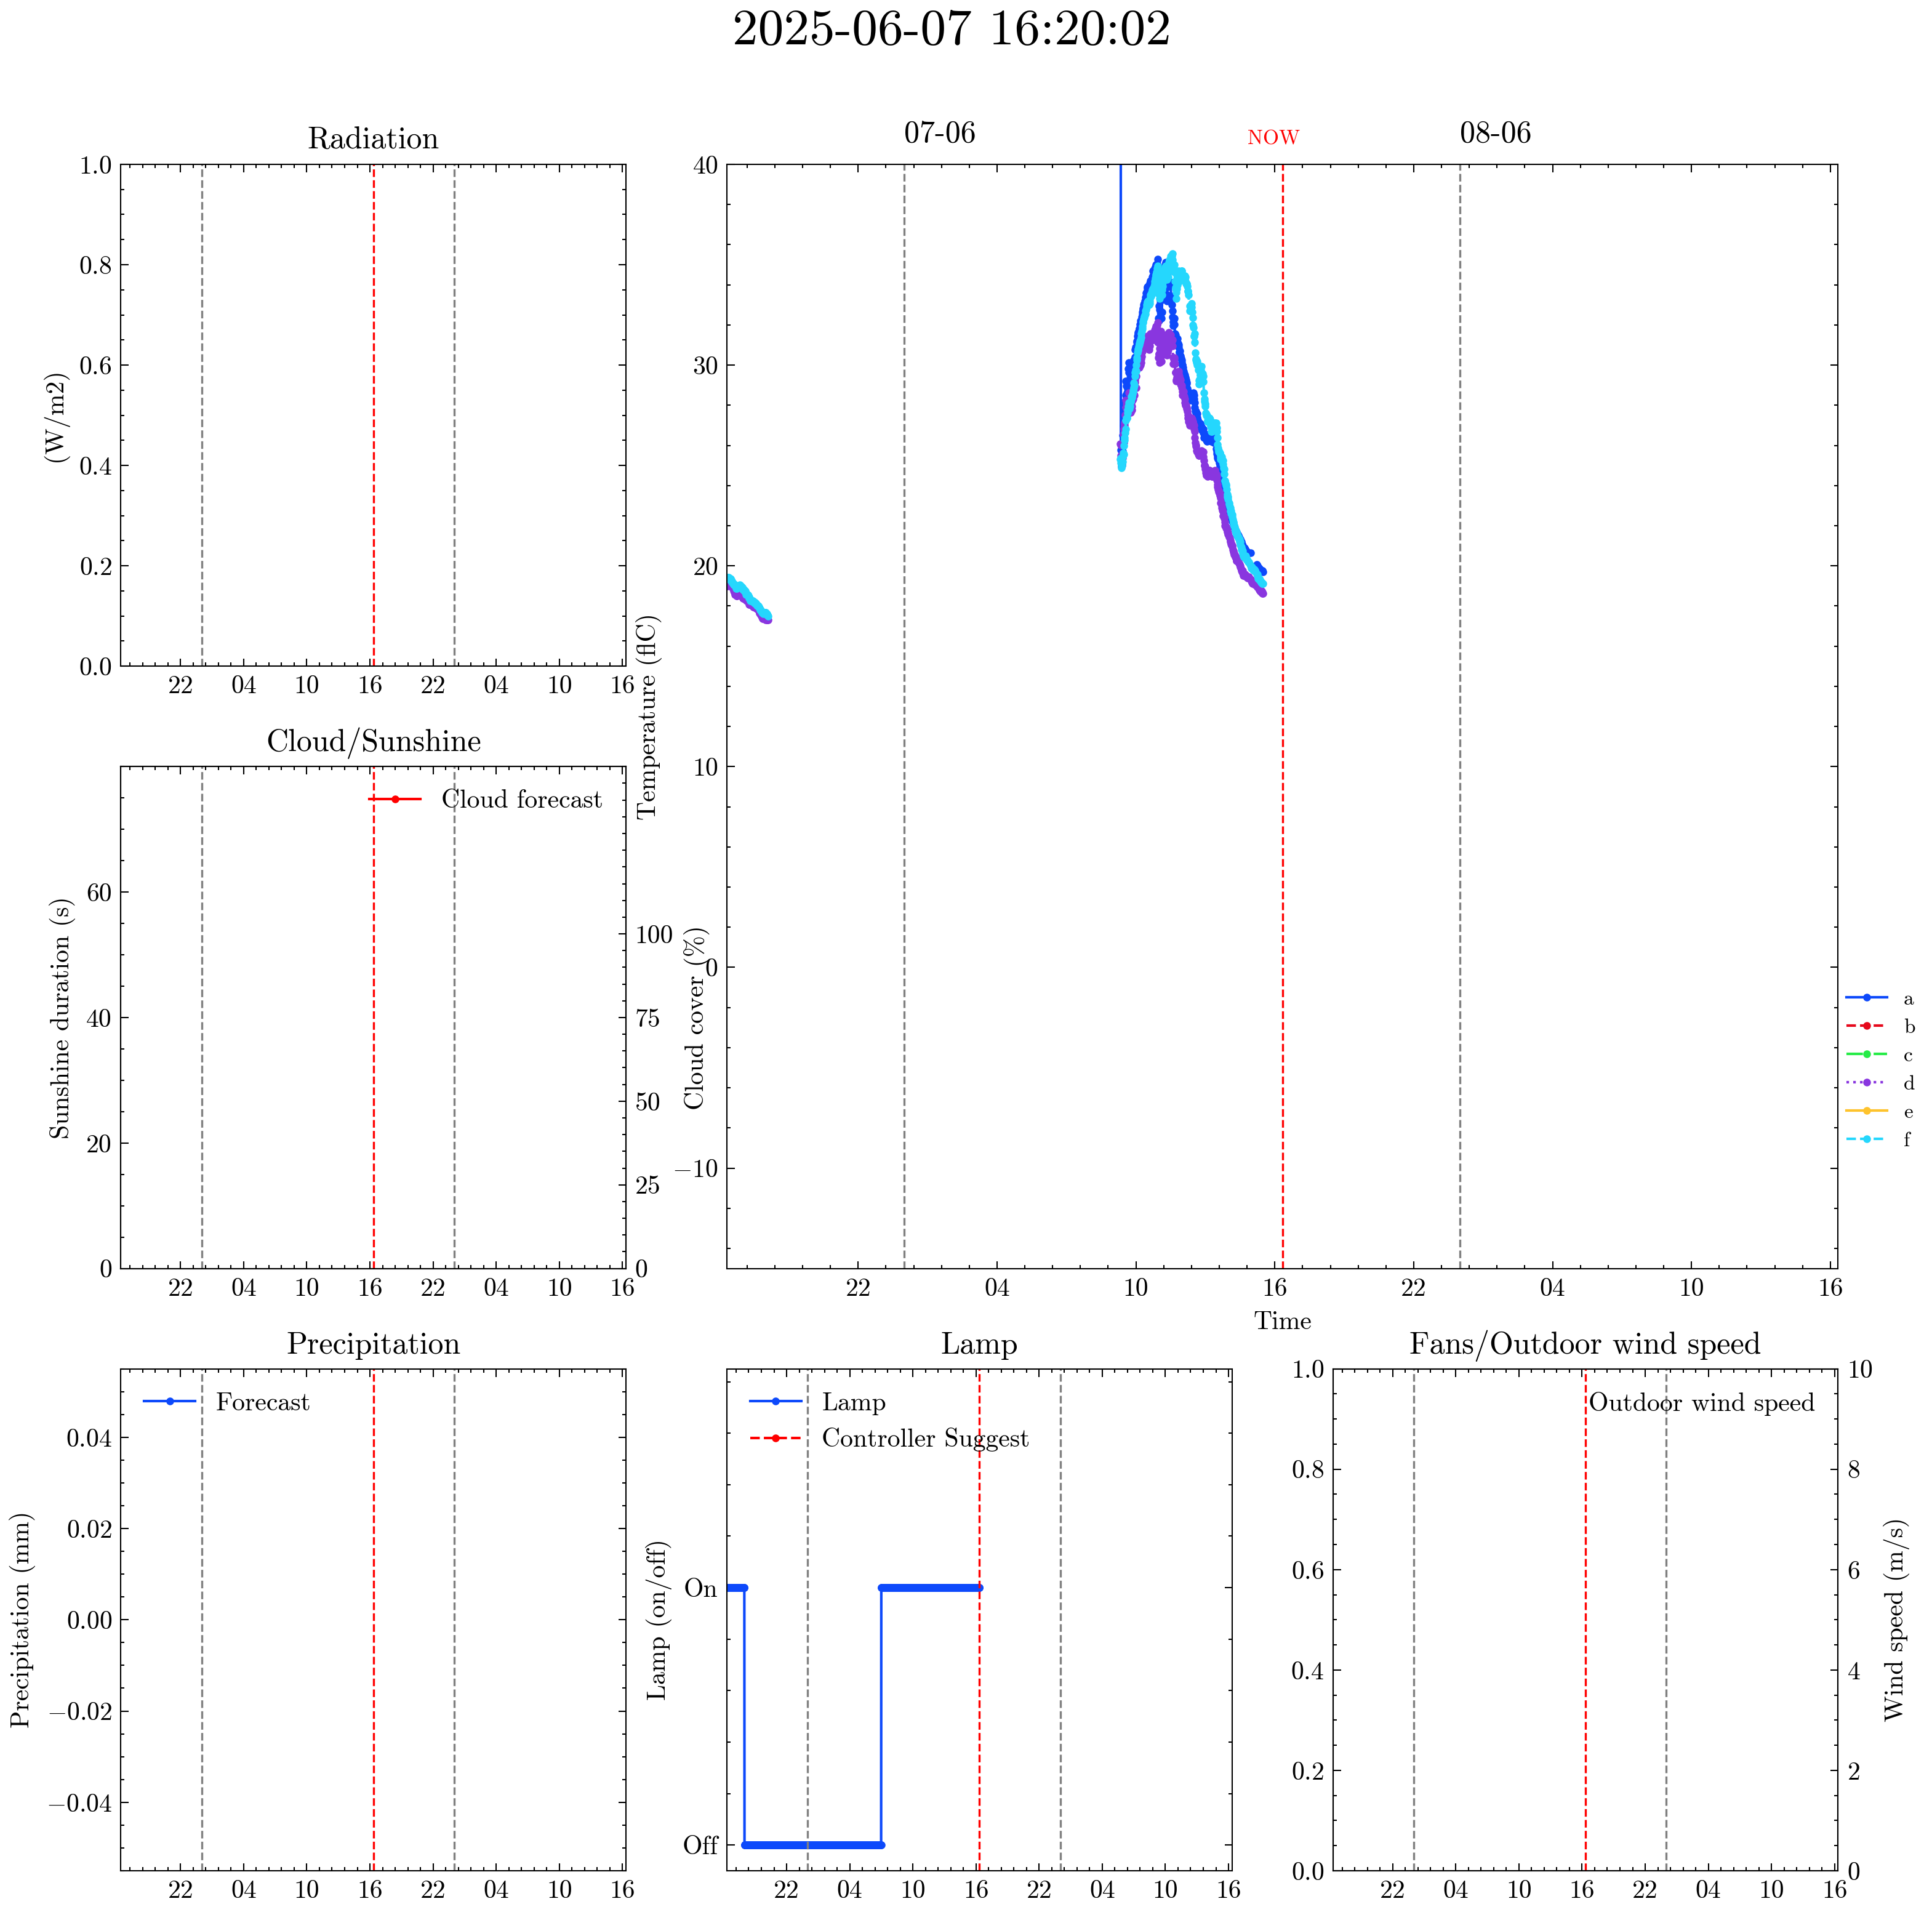 2025-06-07 16:20:02
Radiation
1.0
0.8
0.6
0.4
0.2
0.0
(W/m2)
22 04 10 16 22 04 10 16
07-06
NOW
08-06
40
30
20
10
0
−10
Temperature (flC)
22 04 10 16 22 04 10 16
Time
a
b
c
d
e
f
Cloud/Sunshine
Cloud forecast
60
40
20
0
Sunshine duration (s)
100
75
50
25
0
Cloud cover (%)
22 04 10 16 22 04 10 16
Precipitation
Forecast
0.04
0.02
0.00
−0.02
−0.04
Precipitation (mm)
22 04 10 16 22 04 10 16
Lamp
Lamp
Controller Suggest
On
Off
Lamp (on/off)
22 04 10 16 22 04 10 16
Fans/Outdoor wind speed
Outdoor wind speed
1.0
0.8
0.6
0.4
0.2
0.0
10
8
6
4
2
0
Wind speed (m/s)
22 04 10 16 22 04 10 16